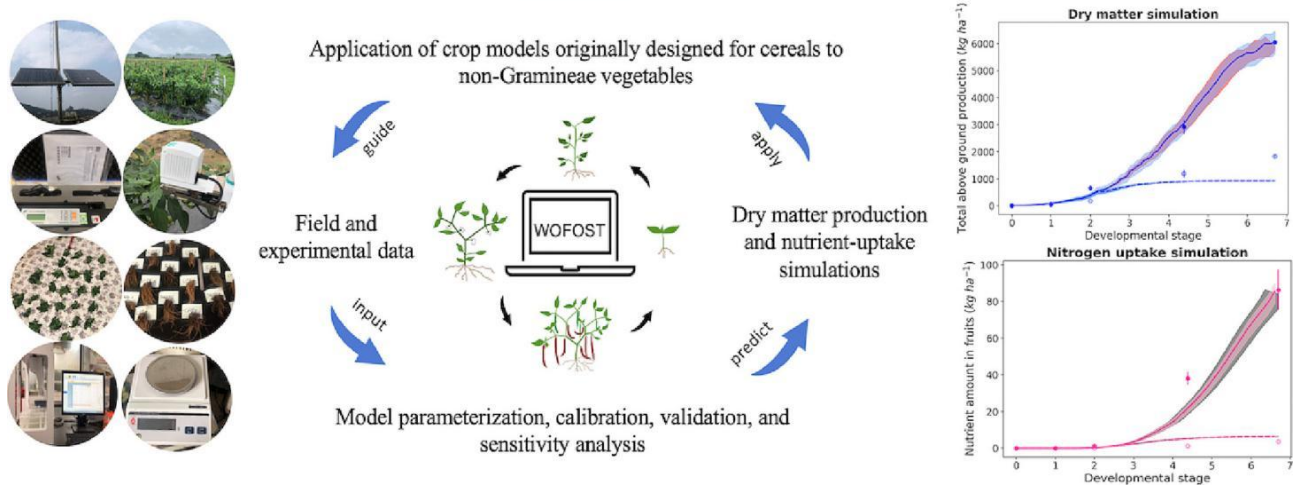 Application of crop models originally designed for cereals to
non-Gramineae vegetables
guide
apply
Field and
experimental data
WOFOST
Dry matter production
and nutrient-uptake
simulations
input
predict
Model parameterization, calibration, validation, and
sensitivity analysis
Dry matter simulation
Total above ground production (kg ha⁻¹)
6000
5000
4000
3000
2000
1000
0
0 1 2 3 4 5 6 7
Developmental stage
Nitrogen uptake simulation
Nutrient amount in fruits (kg ha⁻¹)
100
80
60
40
20
0
0 1 2 3 4 5 6 7
Developmental stage